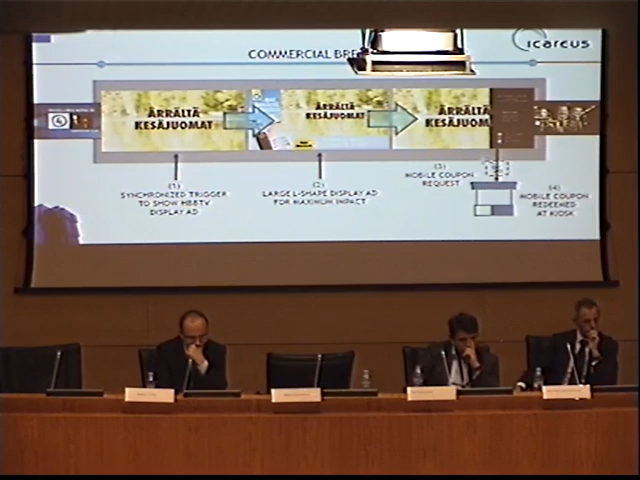 COMMERCIAL BRE
icareus
ÄRRÄLTÄ
KESÄJUOMAT
ÄRRÄLTÄ
KESÄJUOMAT
ÄRRÄLTÄ
KESÄJUOM
(1)
SYNCHRONIZED TRIGGER
TO SHOW HBBTV
DISPLAY AD
(2)
LARGE L-SHAPE DISPLAY AD
FOR MAXIMUM IMPACT
(3)
MOBILE COUPON
REQUEST
(4)
MOBILE COUPON
REDEEMED
AT KIOSK